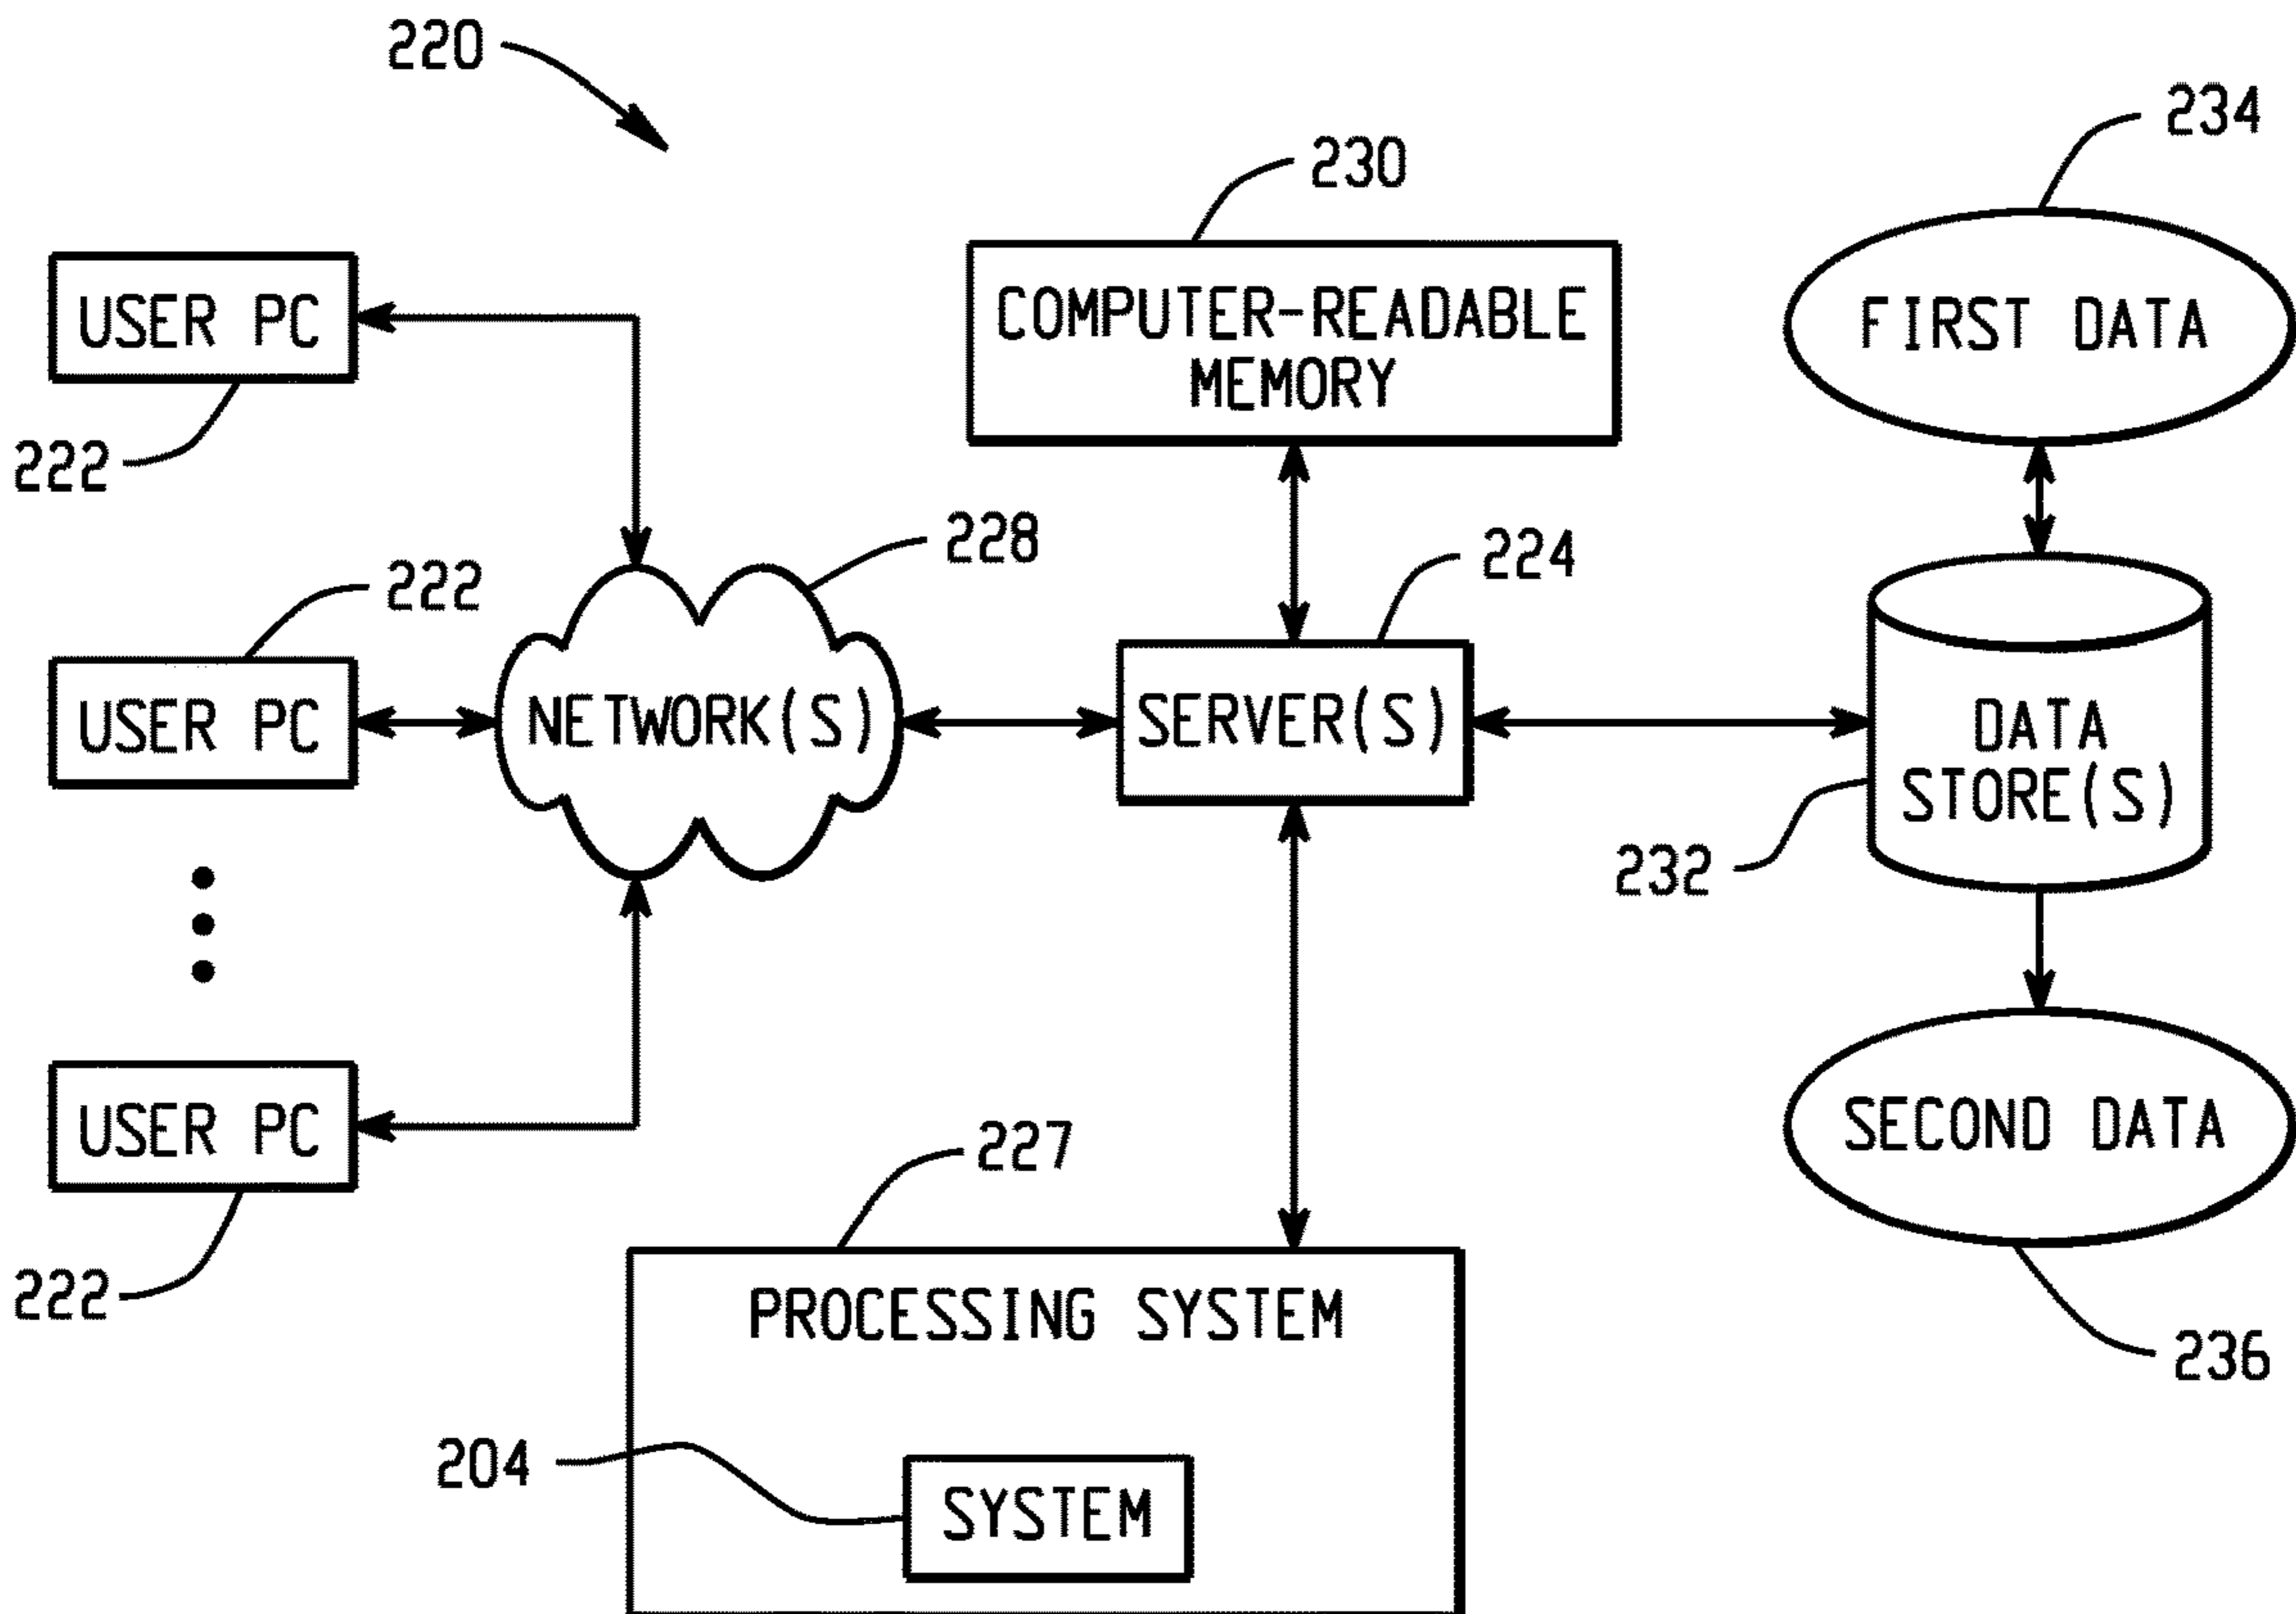 220
234
230
USER PC
COMPUTER-READABLE
MEMORY
FIRST DATA
222
228
224
222
USER PC
NETWORK(S)
SERVER(S)
DATA
STORE(S)
232
USER PC
SECOND DATA
227
222
PROCESSING SYSTEM
236
204
SYSTEM